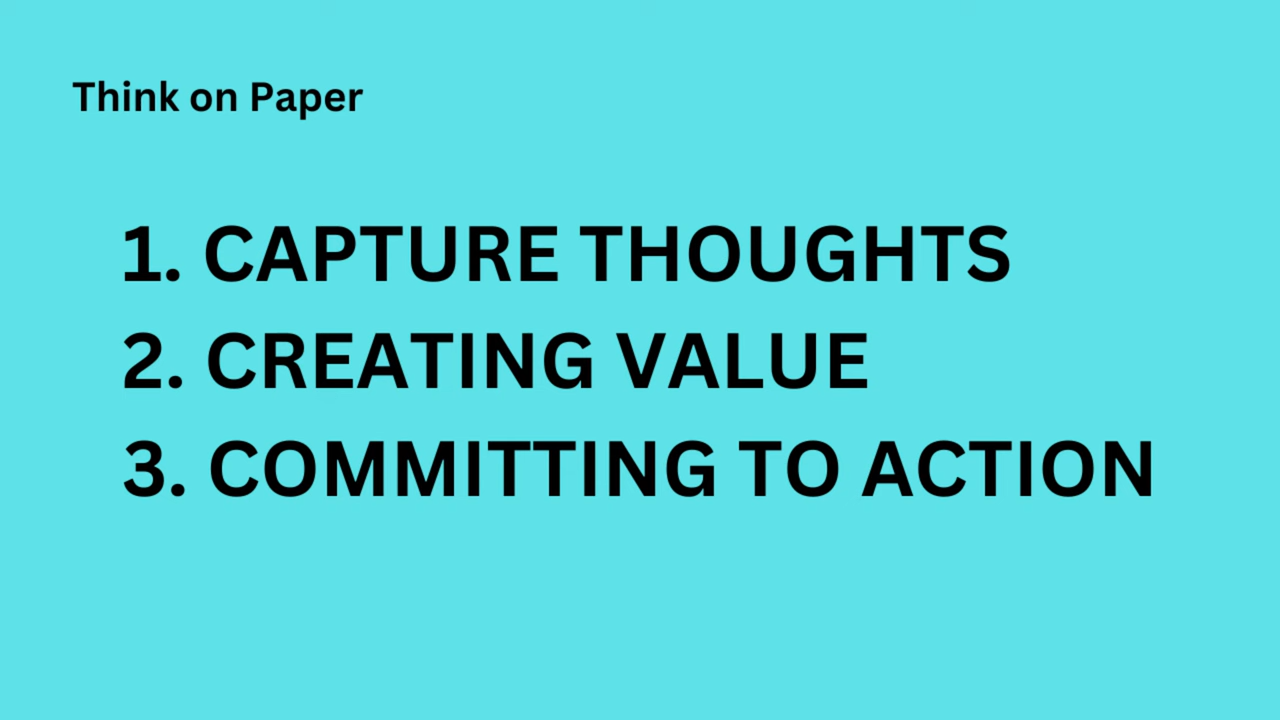 Think on Paper
1. CAPTURE THOUGHTS
2. CREATING VALUE
3. COMMITTING TO ACTION